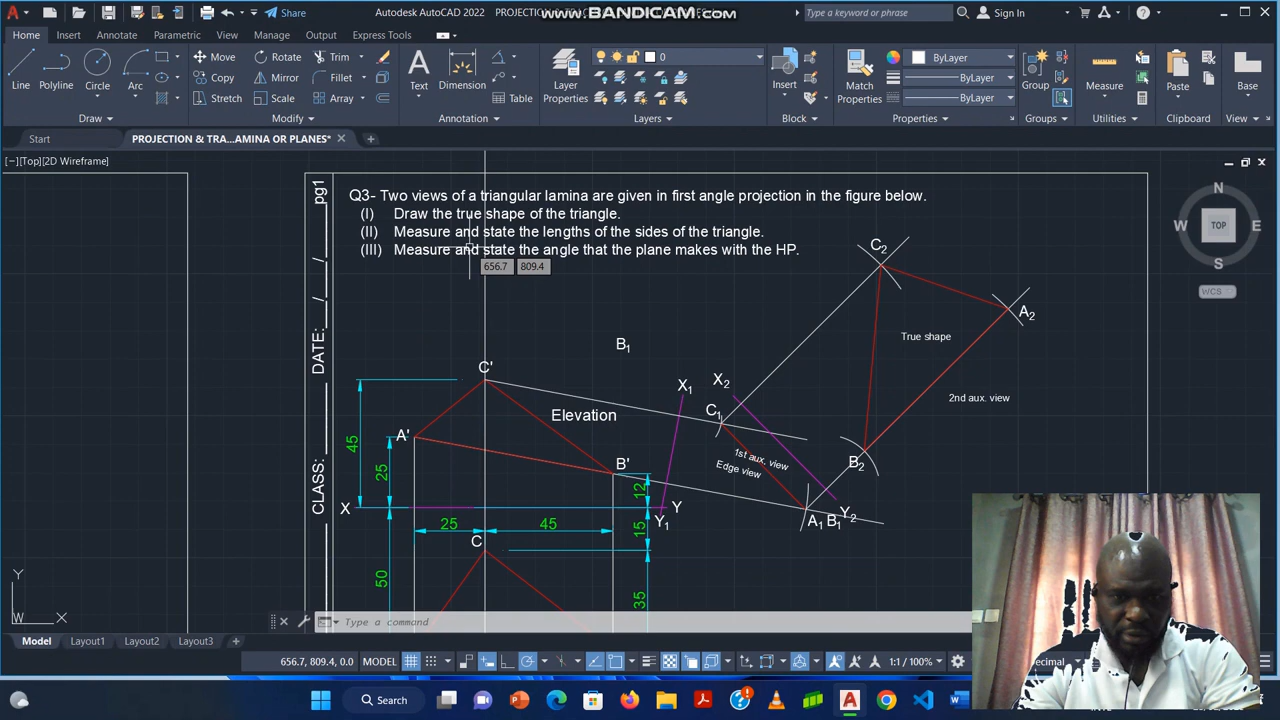 Share
Autodesk AutoCAD 2022
PROJECTION & TRAC
www.BANDICAM.com
Type a keyword or phrase
Sign In
Home Insert Annotate Parametric View Manage Output Express Tools
Line Polyline Circle Arc
Move Rotate Trim
Copy Mirror Fillet
Stretch Scale Array
Text Dimension Table
Layer Properties
0
Insert
Match Properties
ByLayer
ByLayer
ByLayer
Group
Measure
Paste
Base
Draw Modify Annotation Layers Block Properties Groups Utilities Clipboard View
Start PROJECTION & TRA...AMINA OR PLANES*
[−][Top][2D Wireframe]
pg1
DATE: __/__/__
CLASS:
Q3- Two views of a triangular lamina are given in first angle projection in the figure below.
(I) Draw the true shape of the triangle.
(II) Measure and state the lengths of the sides of the triangle.
(III) Measure and state the angle that the plane makes with the HP.
656.7 809.4
N
W TOP E
S
WCS
C2
A2
True shape
B1
2nd aux. view
C'
X1 X2
C1
Elevation
A'
45
25
B'
1st aux. view
Edge view
B2
12
X
Y
Y1
A1 B1 Y2
25 45
15
C
50
35
Y
W X
Type a command
Model Layout1 Layout2 Layout3
656.7, 809.4, 0.0 MODEL
1:1 / 100%
ecimal
Search